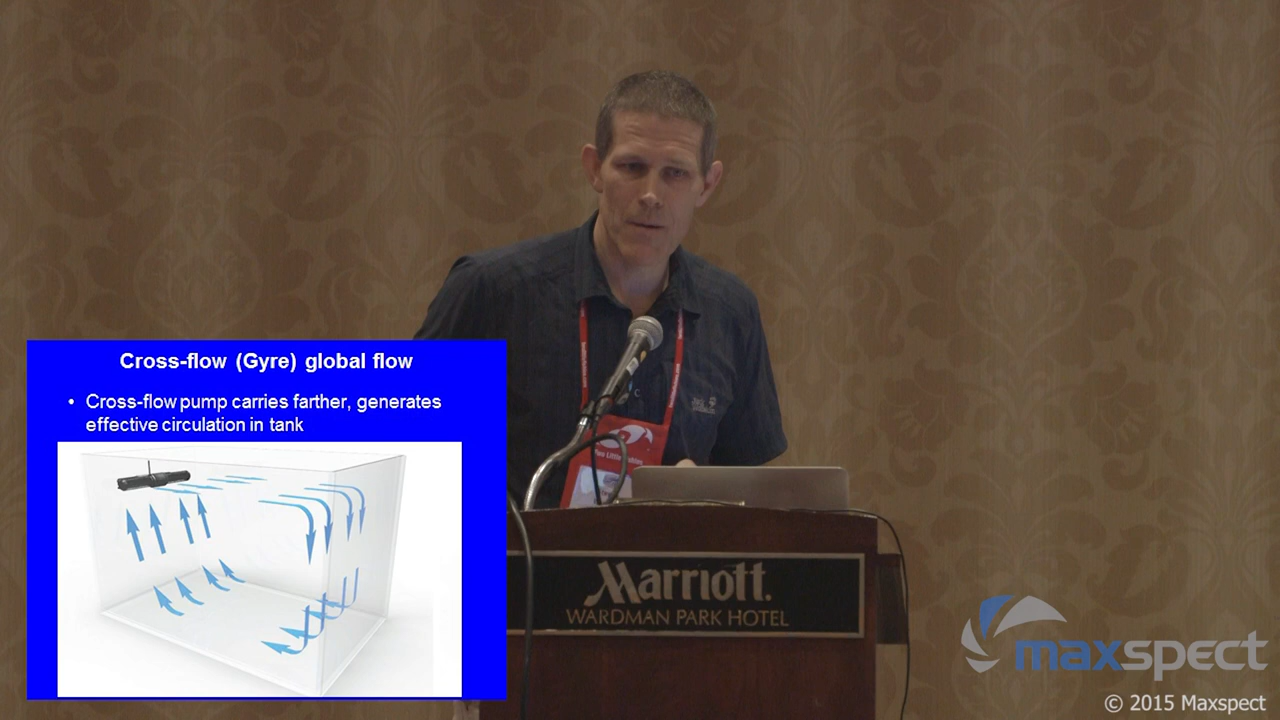 Cross-flow (Gyre) global flow
• Cross-flow pump carries farther, generates
effective circulation in tank
Marriott.
WARDMAN PARK HOTEL
maxspect
© 2015 Maxspect